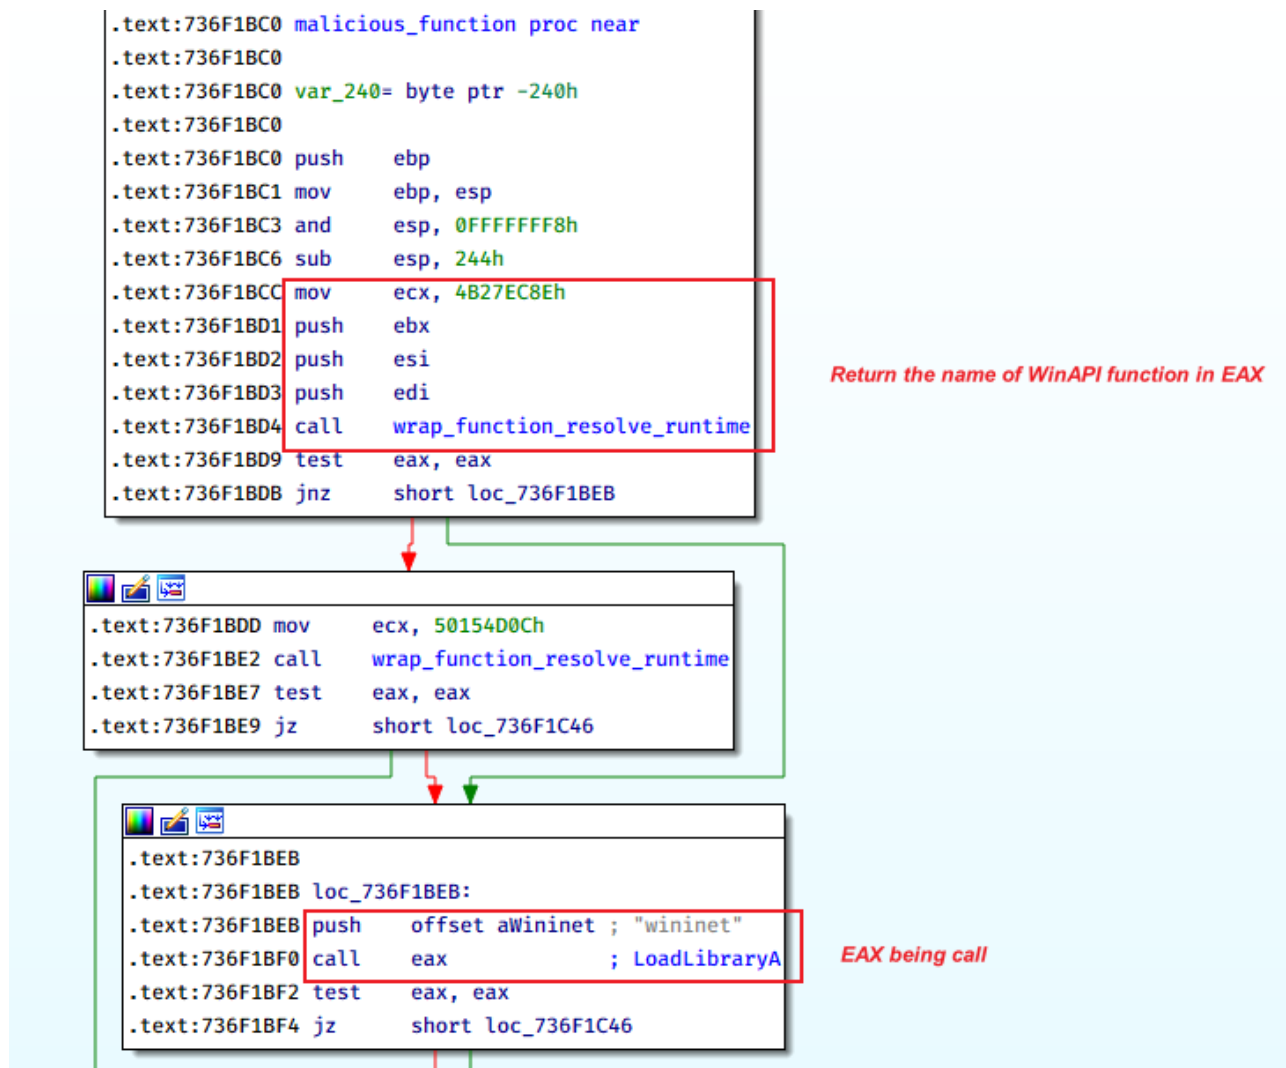 .text:736F1BC0 malicious_function proc near
.text:736F1BC0
.text:736F1BC0 var_240= byte ptr -240h
.text:736F1BC0
.text:736F1BC0 push ebp
.text:736F1BC1 mov ebp, esp
.text:736F1BC3 and esp, 0FFFFFFF8h
.text:736F1BC6 sub esp, 244h
.text:736F1BCC mov ecx, 4B27EC8Eh
.text:736F1BD1 push ebx
.text:736F1BD2 push esi
.text:736F1BD3 push edi
.text:736F1BD4 call wrap_function_resolve_runtime
.text:736F1BD9 test eax, eax
.text:736F1BDB jnz short loc_736F1BEB
Return the name of WinAPI function in EAX
.text:736F1BDD mov ecx, 50154D0Ch
.text:736F1BE2 call wrap_function_resolve_runtime
.text:736F1BE7 test eax, eax
.text:736F1BE9 jz short loc_736F1C46
.text:736F1BEB
.text:736F1BEB loc_736F1BEB:
.text:736F1BEB push offset aWininet ; "wininet"
.text:736F1BF0 call eax ; LoadLibraryA
.text:736F1BF2 test eax, eax
.text:736F1BF4 jz short loc_736F1C46
EAX being call